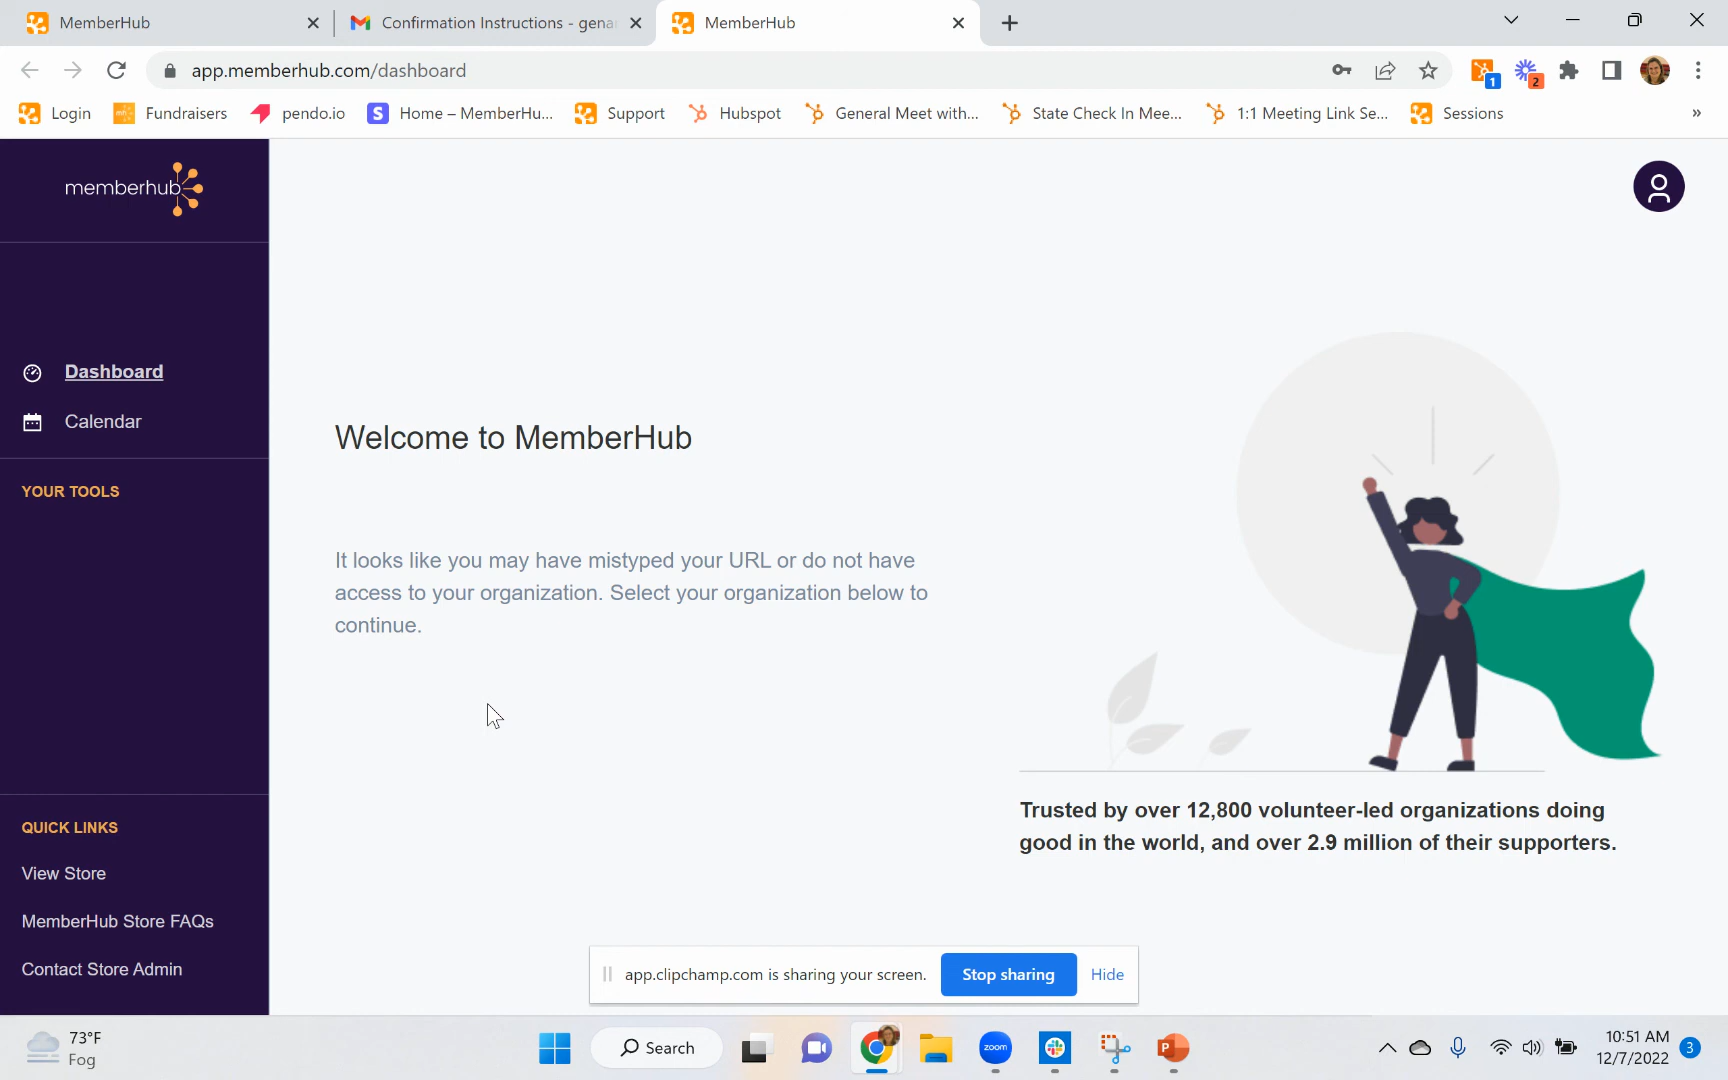 MemberHub
Confirmation Instructions - gena
MemberHub
app.memberhub.com/dashboard
1
2
Login
Fundraisers
pendo.io
S
Home – MemberHu...
Support
Hubspot
General Meet with...
State Check In Mee...
1:1 Meeting Link Se...
Sessions
»
memberhub
Dashboard
Calendar
YOUR TOOLS
Welcome to MemberHub
It looks like you may have mistyped your URL or do not have
access to your organization. Select your organization below to
continue.
Trusted by over 12,800 volunteer-led organizations doing
good in the world, and over 2.9 million of their supporters.
QUICK LINKS
View Store
MemberHub Store FAQs
Contact Store Admin
app.clipchamp.com is sharing your screen.
Stop sharing
Hide
73°F
Fog
Search
zoom
P
10:51 AM
12/7/2022
3